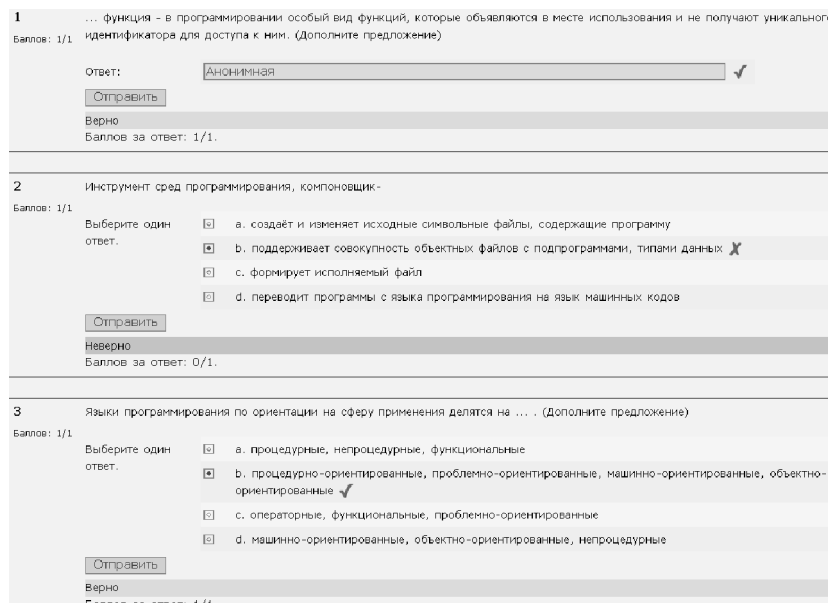 1 ... функция - в программировании особый вид функций, которые объявляются в месте использования и не получают уникального
Баллов: 1/1 идентификатора для доступа к ним. (Дополните предложение)
Ответ: Анонимная
Отправить
Верно
Баллов за ответ: 1/1.
2 Инструмент сред программирования, компоновщик-
Баллов: 1/1
Выберите один ответ.
a. создаёт и изменяет исходные символьные файлы, содержащие программу
b. поддерживает совокупность объектных файлов с подпрограммами, типами данных
c. формирует исполняемый файл
d. переводит программы с языка программирования на язык машинных кодов
Отправить
Неверно
Баллов за ответ: 0/1.
3 Языки программирования по ориентации на сферу применения делятся на ... . (Дополните предложение)
Баллов: 1/1
Выберите один ответ.
a. процедурные, непроцедурные, функциональные
b. процедурно-ориентированные, проблемно-ориентированные, машинно-ориентированные, объектно-
ориентированные
c. операторные, функциональные, проблемно-ориентированные
d. машинно-ориентированные, объектно-ориентированные, непроцедурные
Отправить
Верно
Баллов за ответ: 1/1.